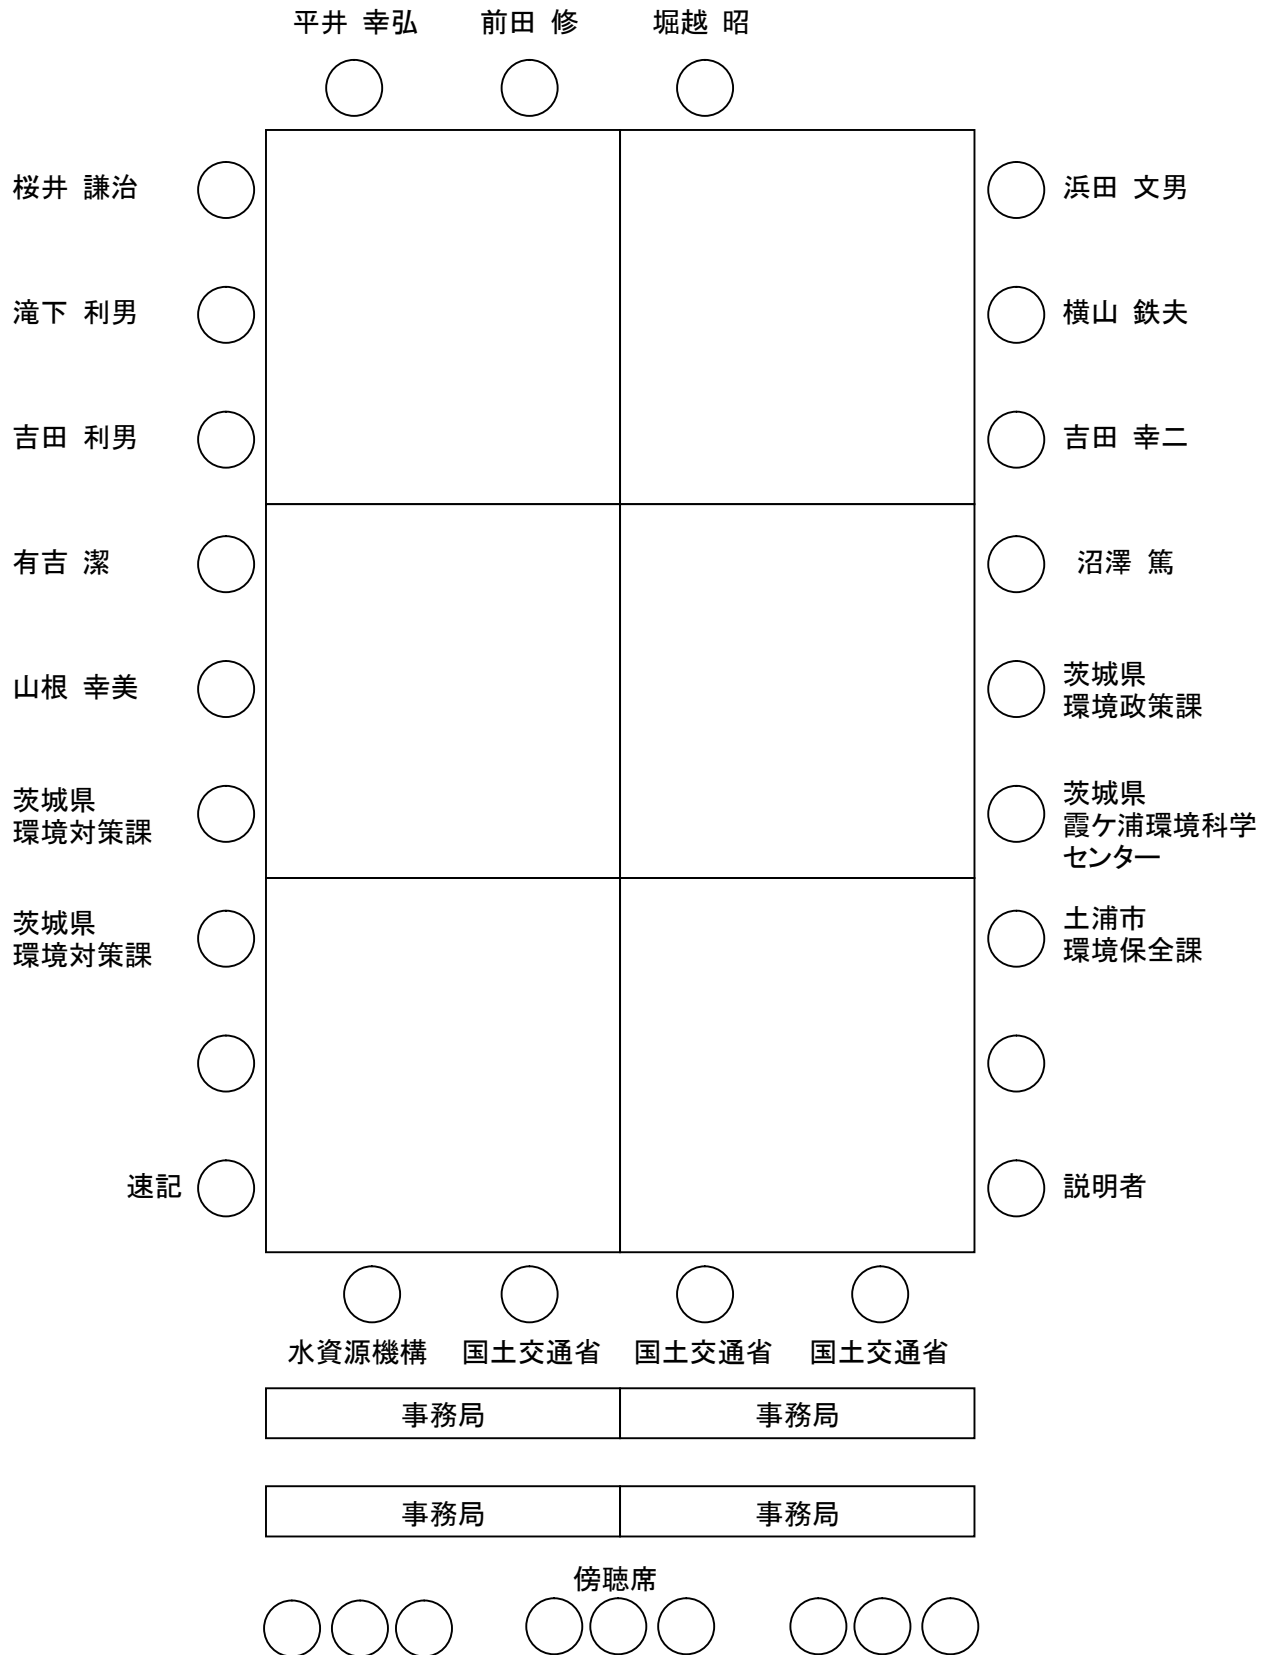 平井 幸弘 前田 修 堀越 昭
桜井 謙治 浜田 文男
滝下 利男 横山 鉄夫
吉田 利男 吉田 幸二
有吉 潔 沼澤 篤
山根 幸美
茨城県
環境政策課
茨城県
環境対策課
茨城県
霞ケ浦環境科学
センター
茨城県
環境対策課
土浦市
環境保全課
速記 説明者
水資源機構 国土交通省 国土交通省 国土交通省
事務局 事務局
事務局 事務局
傍聴席